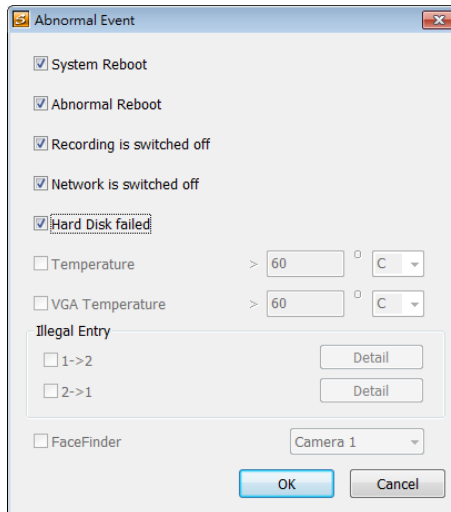 Abnormal Event
System Reboot
Abnormal Reboot
Recording is switched off
Network is switched off
Hard Disk failed
Temperature > 60 o C
VGA Temperature > 60 o C
Illegal Entry
1->2 Detail
2->1 Detail
FaceFinder Camera 1
OK Cancel